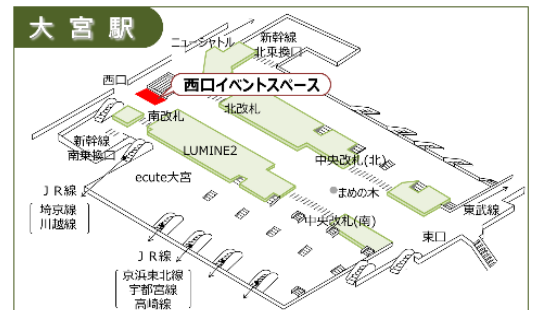 大宮駅
ニューシャトル
新幹線
北乗換口
西口
西口イベントスペース
南改札
北改札
新幹線
南乗換口
LUMINE2
中央改札(北)
ecute大宮
まめの木
JR線
埼京線
川越線
中央改札(南)
東武線
東口
JR線
京浜東北線
宇都宮線
高崎線